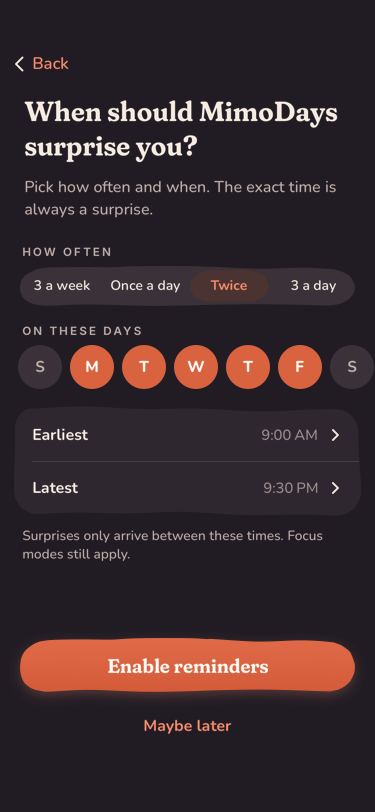 Back
When should MimoDays
surprise you?
Pick how often and when. The exact time is
always a surprise.
HOW OFTEN
3 a week Once a day Twice 3 a day
ON THESE DAYS
S M T W T F S
Earliest 9:00 AM
Latest 9:30 PM
Surprises only arrive between these times. Focus
modes still apply.
Enable reminders
Maybe later